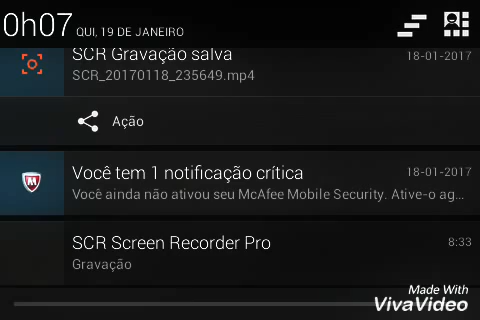 0h07 QUI, 19 DE JANEIRO
SCR Gravação salva 18-01-2017
SCR_20170118_235649.mp4
Ação
Você tem 1 notificação crítica 18-01-2017
Você ainda não ativou seu McAfee Mobile Security. Ative-o ag...
SCR Screen Recorder Pro 8:33
Gravação
Made With
VivaVideo